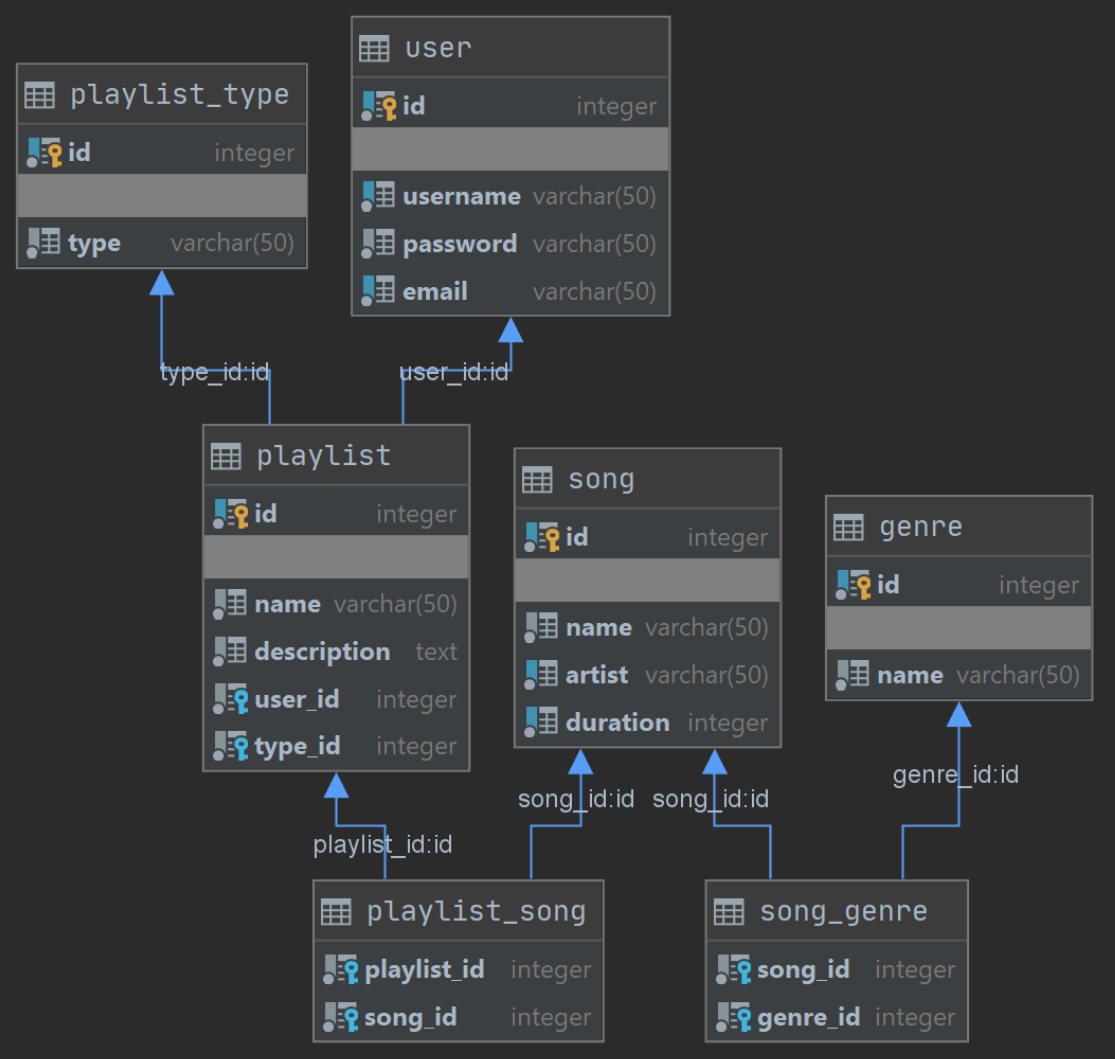 playlist_type
id integer
type varchar(50)
user
id integer
username varchar(50)
password varchar(50)
email varchar(50)
type_id:id
user_id:id
playlist
id integer
name varchar(50)
description text
user_id integer
type_id integer
song
id integer
name varchar(50)
artist varchar(50)
duration integer
genre
id integer
name varchar(50)
playlist_id:id
song_id:id
song_id:id
genre_id:id
playlist_song
playlist_id integer
song_id integer
song_genre
song_id integer
genre_id integer